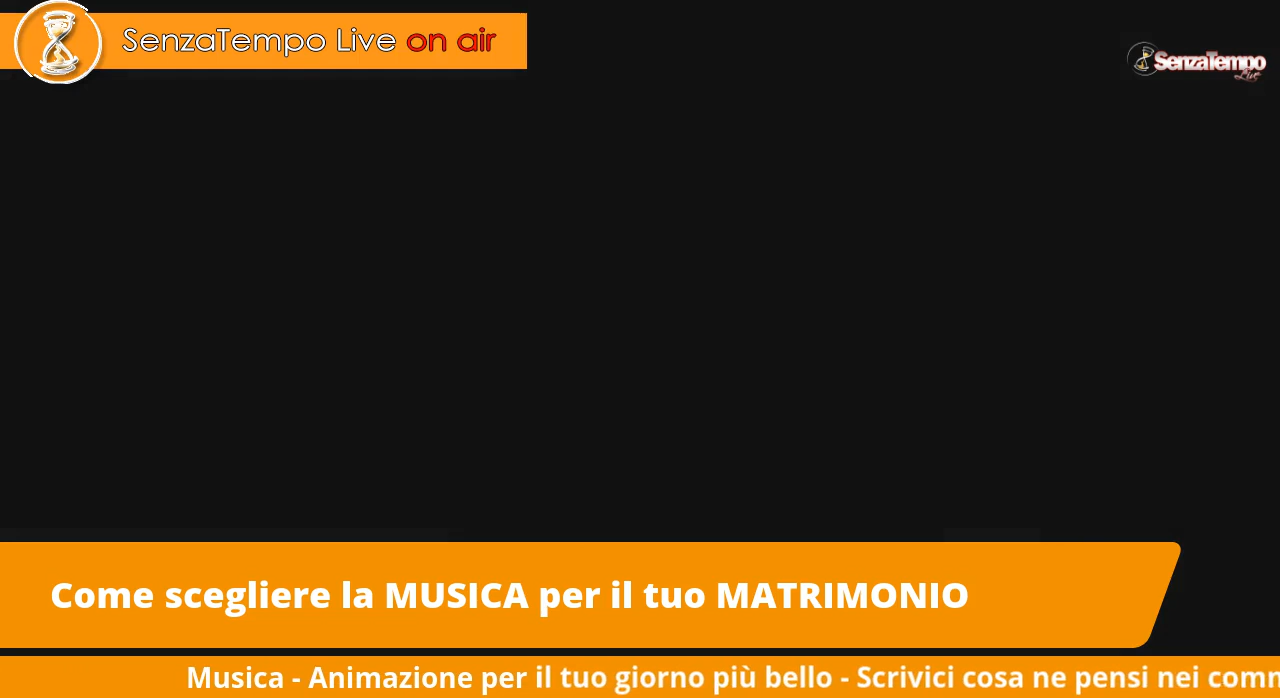 SenzaTempo Live on air
SenzaTempo
Live
Come scegliere la MUSICA per il tuo MATRIMONIO
Musica - Animazione per il tuo giorno più bello - Scrivici cosa ne pensi nei